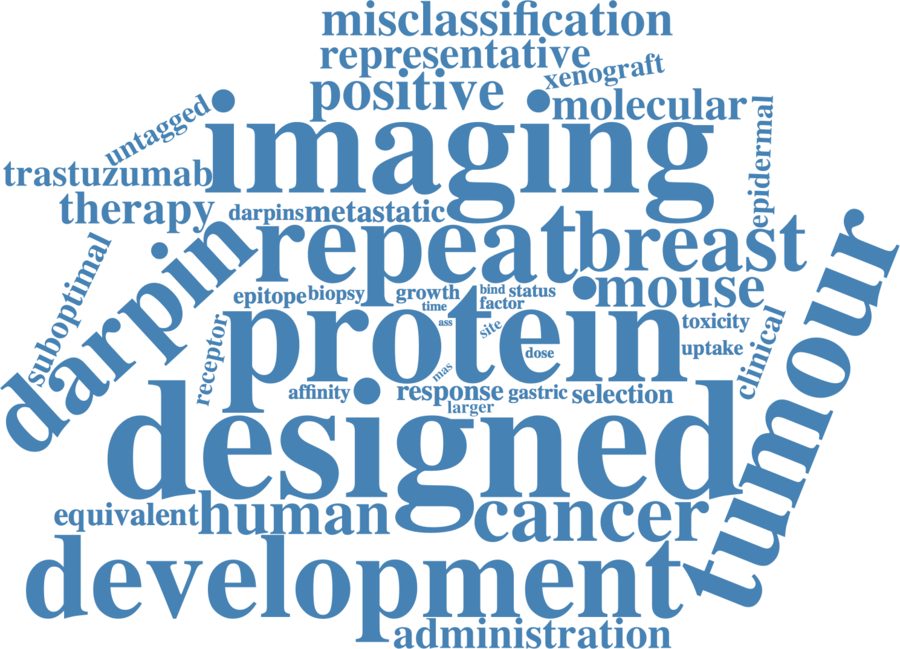 misclassification
representative
xenograft
positive
molecular
untagged
imaging
epidermal
trastuzumab
therapy
darpins
metastatic
darpin
repeat
breast
tumour
suboptimal
epitope
biopsy
growth
bind
status
mouse
time
factor
protein
ass
site
toxicity
receptor
dose
uptake
clinical
mas
affinity
response
gastric
selection
larger
designed
equivalent
human
cancer
development
administration